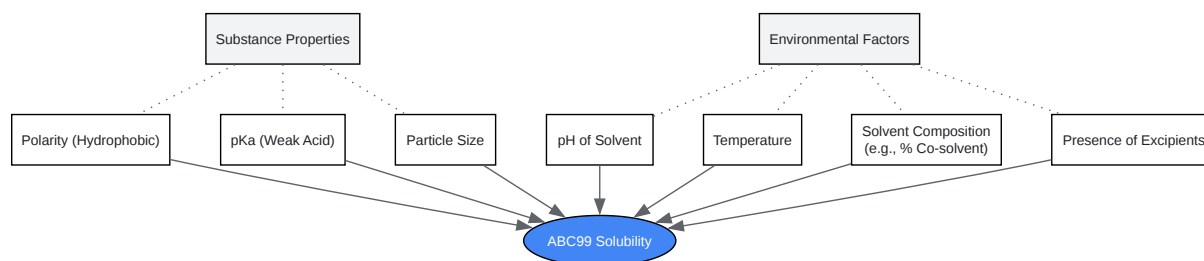 Substance Properties
Environmental Factors
Polarity (Hydrophobic)
pKa (Weak Acid)
Particle Size
pH of Solvent
Temperature
Solvent Composition
(e.g., % Co-solvent)
Presence of Excipients
ABC99 Solubility